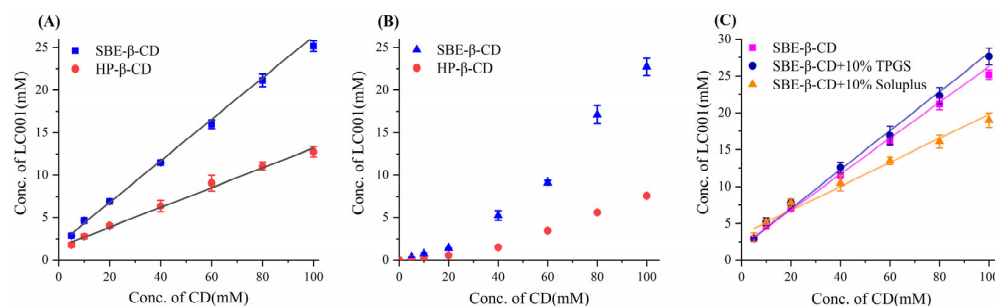 (A)
SBE-β-CD
HP-β-CD
Conc. of LC001(mM)
25
20
15
10
5
0
0 20 40 60 80 100
Conc. of CD(mM)
(B)
SBE-β-CD
HP-β-CD
Conc. of LC001(mM)
25
20
15
10
5
0
0 20 40 60 80 100
Conc. of CD(mM)
(C)
SBE-β-CD
SBE-β-CD+10% TPGS
SBE-β-CD+10% Soluplus
Conc. of LC001(mM)
30
25
20
15
10
5
0
0 20 40 60 80 100
Conc. of CD(mM)